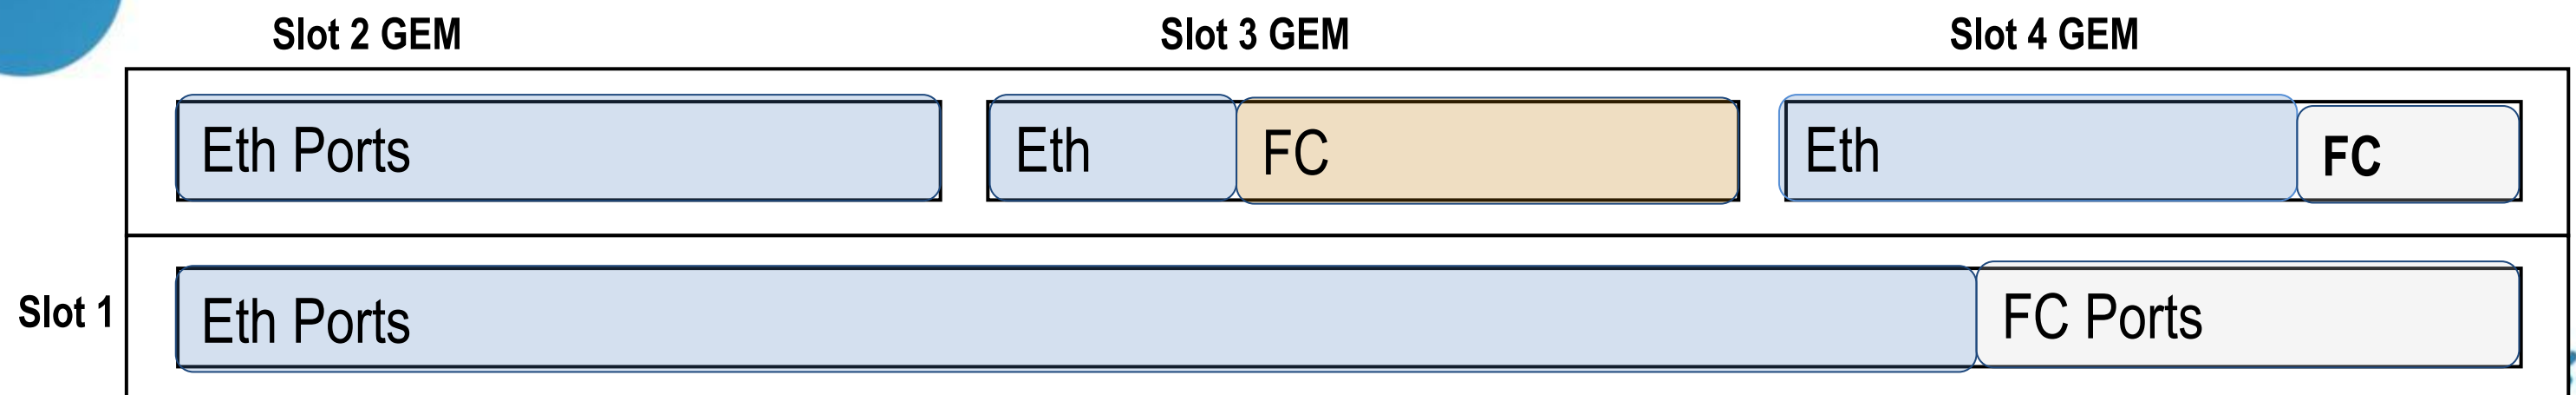 Slot 2 GEM
Slot 3 GEM
Slot 4 GEM
Eth Ports
Eth
FC
Eth
FC
Slot 1
Eth Ports
FC Ports